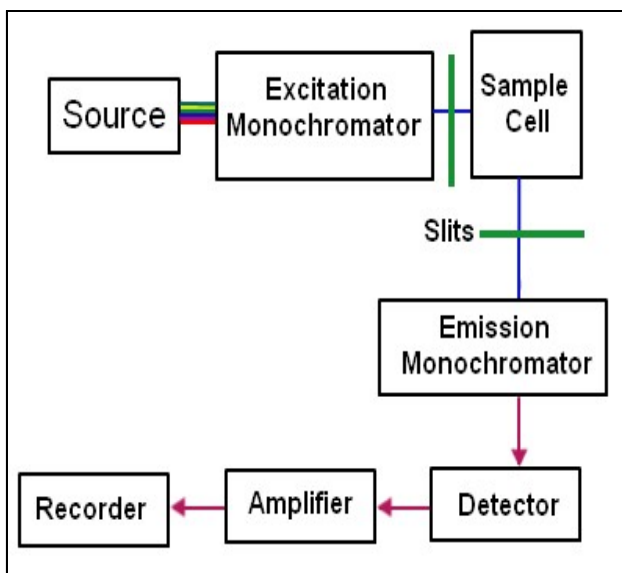 Source
Excitation
Monochromator
Sample
Cell
Slits
Emission
Monochromator
Recorder
Amplifier
Detector